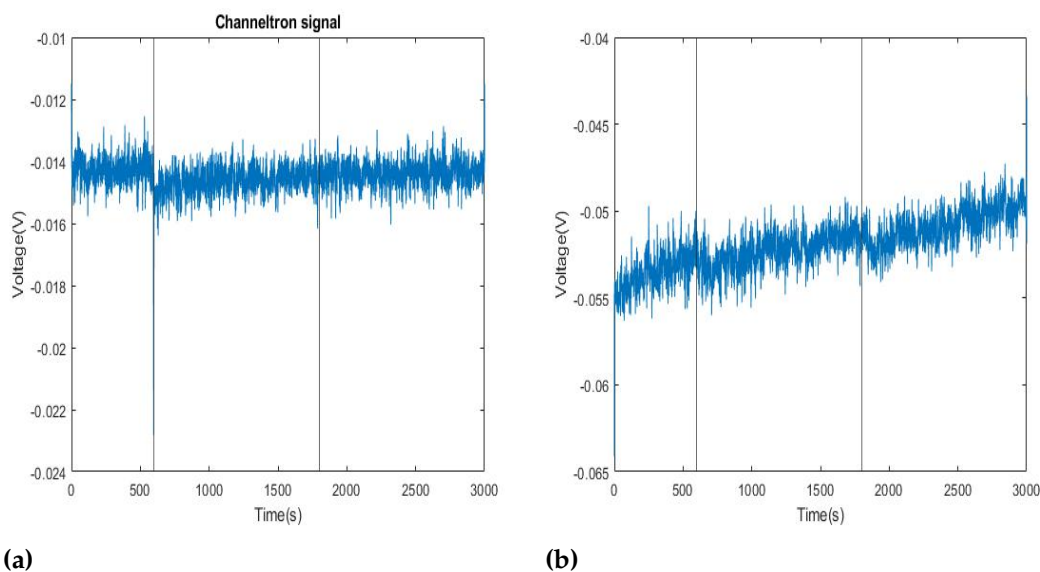 Channeltron signal
-0.01
-0.012
-0.014
-0.016
-0.018
-0.02
-0.022
-0.024
Voltage(V)
0 500 1000 1500 2000 2500 3000
Time(s)
(a)
-0.04
-0.045
-0.05
-0.055
-0.06
-0.065
Voltage(V)
0 500 1000 1500 2000 2500 3000
Time(s)
(b)